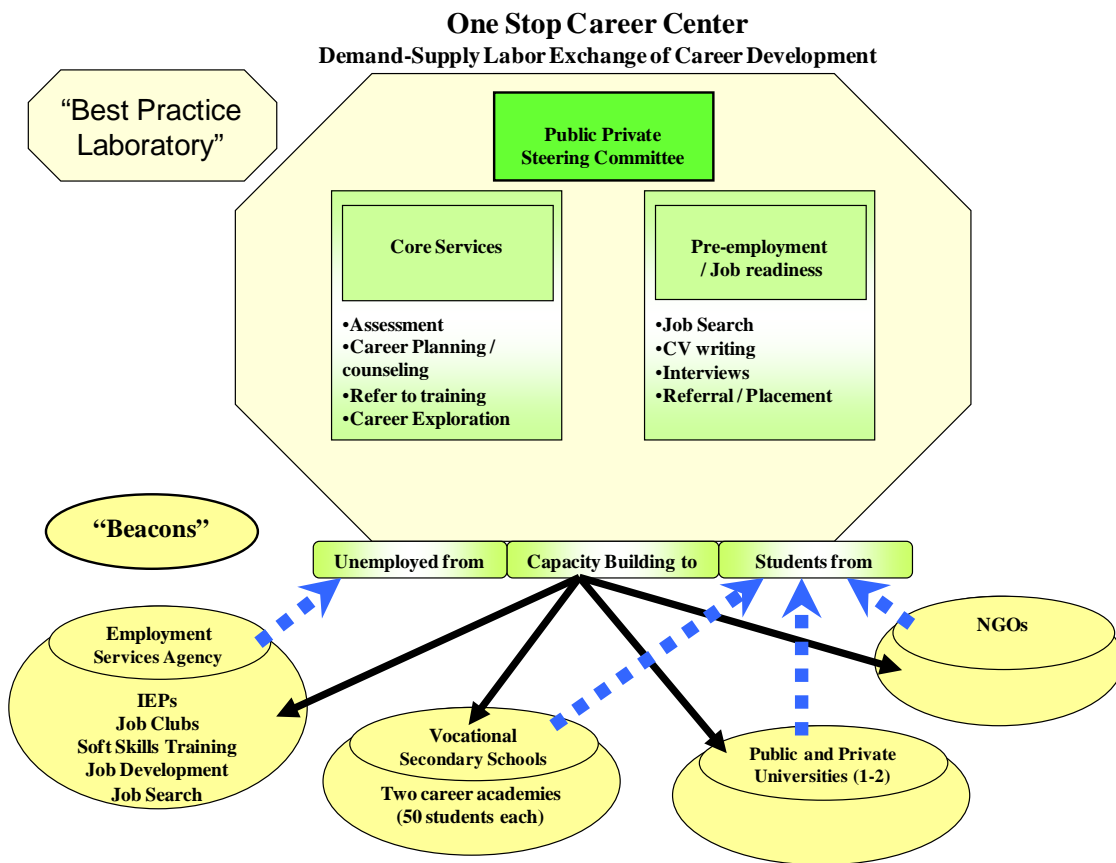 One Stop Career Center
Demand-Supply Labor Exchange of Career Development
“Best Practice
Laboratory”
Public Private
Steering Committee
Core Services
•Assessment
•Career Planning /
counseling
•Refer to training
•Career Exploration
Pre-employment
/ Job readiness
•Job Search
•CV writing
•Interviews
•Referral / Placement
“Beacons”
Unemployed from
Capacity Building to
Students from
Employment
Services Agency
IEPs
Job Clubs
Soft Skills Training
Job Development
Job Search
Vocational
Secondary Schools
Two career academies
(50 students each)
Public and Private
Universities (1-2)
NGOs